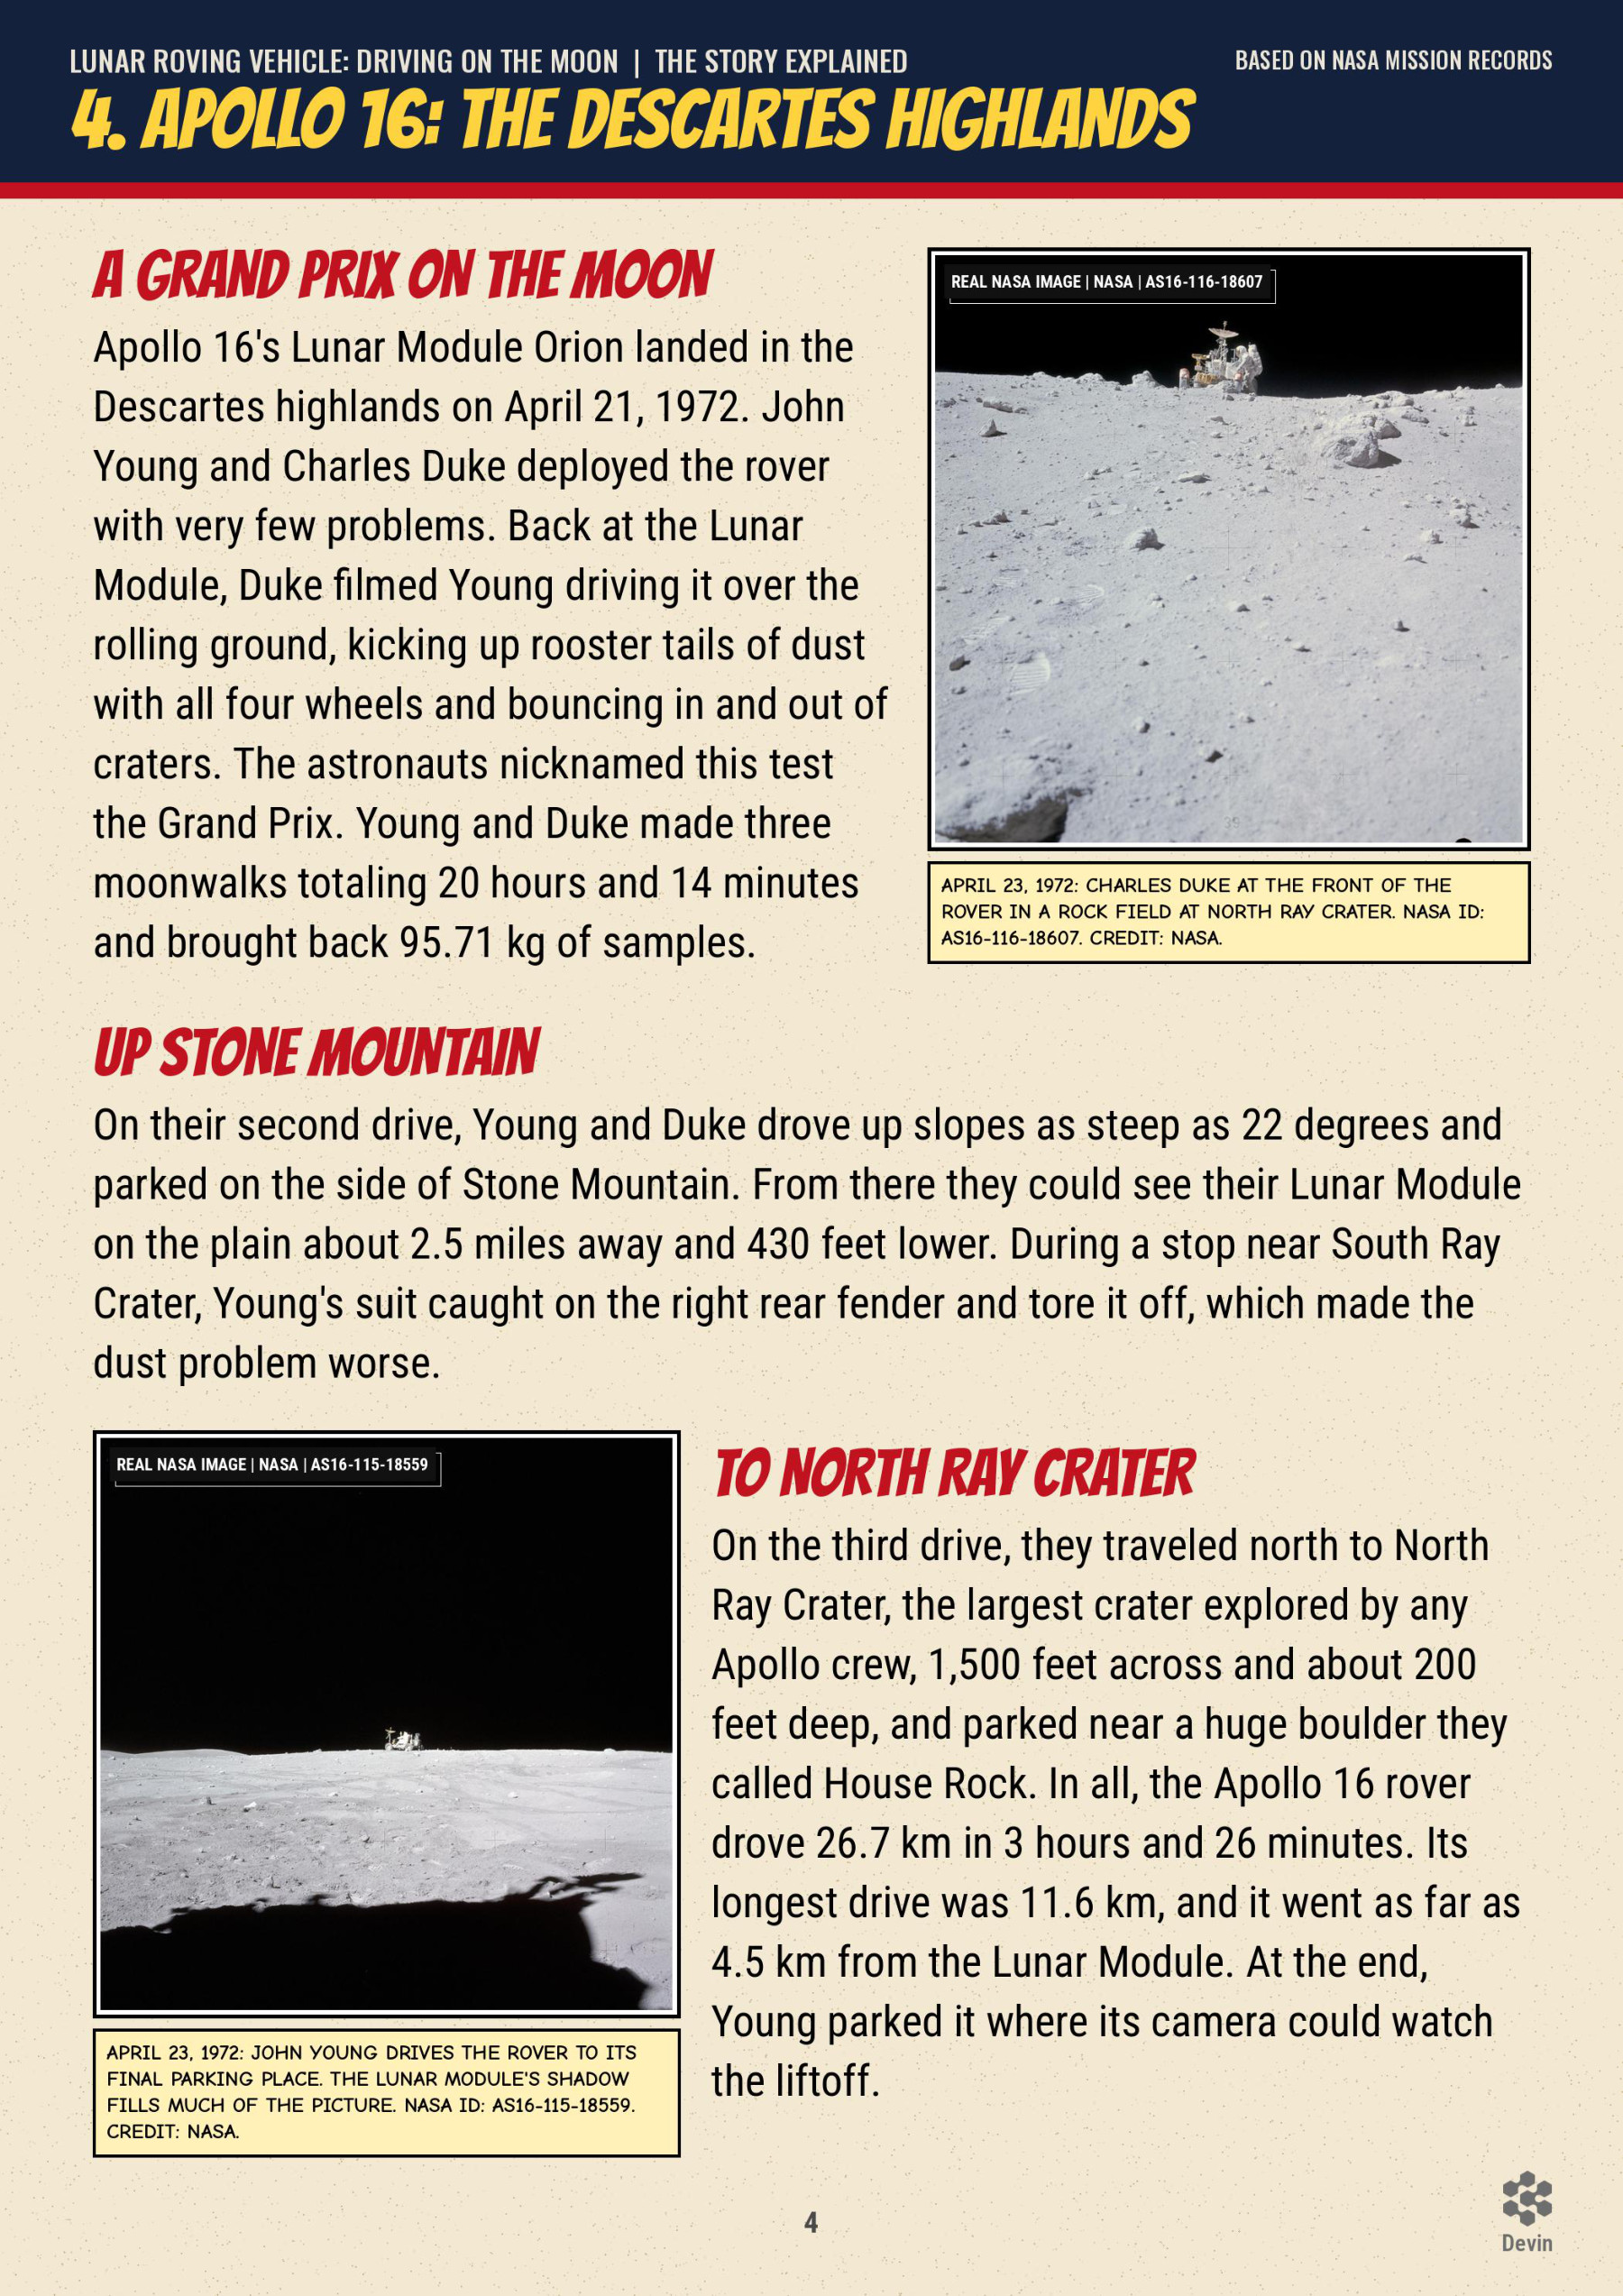 LUNAR ROVING VEHICLE: DRIVING ON THE MOON | THE STORY EXPLAINED
BASED ON NASA MISSION RECORDS
4. APOLLO 16: THE DESCARTES HIGHLANDS
A GRAND PRIX ON THE MOON
Apollo 16's Lunar Module Orion landed in the
Descartes highlands on April 21, 1972. John
Young and Charles Duke deployed the rover
with very few problems. Back at the Lunar
Module, Duke filmed Young driving it over the
rolling ground, kicking up rooster tails of dust
with all four wheels and bouncing in and out of
craters. The astronauts nicknamed this test
the Grand Prix. Young and Duke made three
moonwalks totaling 20 hours and 14 minutes
and brought back 95.71 kg of samples.
REAL NASA IMAGE | NASA | AS16-116-18607
39
APRIL 23, 1972: CHARLES DUKE AT THE FRONT OF THE
ROVER IN A ROCK FIELD AT NORTH RAY CRATER. NASA ID:
AS16-116-18607. CREDIT: NASA.
UP STONE MOUNTAIN
On their second drive, Young and Duke drove up slopes as steep as 22 degrees and
parked on the side of Stone Mountain. From there they could see their Lunar Module
on the plain about 2.5 miles away and 430 feet lower. During a stop near South Ray
Crater, Young's suit caught on the right rear fender and tore it off, which made the
dust problem worse.
REAL NASA IMAGE | NASA | AS16-115-18559
APRIL 23, 1972: JOHN YOUNG DRIVES THE ROVER TO ITS
FINAL PARKING PLACE. THE LUNAR MODULE'S SHADOW
FILLS MUCH OF THE PICTURE. NASA ID: AS16-115-18559.
CREDIT: NASA.
TO NORTH RAY CRATER
On the third drive, they traveled north to North
Ray Crater, the largest crater explored by any
Apollo crew, 1,500 feet across and about 200
feet deep, and parked near a huge boulder they
called House Rock. In all, the Apollo 16 rover
drove 26.7 km in 3 hours and 26 minutes. Its
longest drive was 11.6 km, and it went as far as
4.5 km from the Lunar Module. At the end,
Young parked it where its camera could watch
the liftoff.
4
Devin